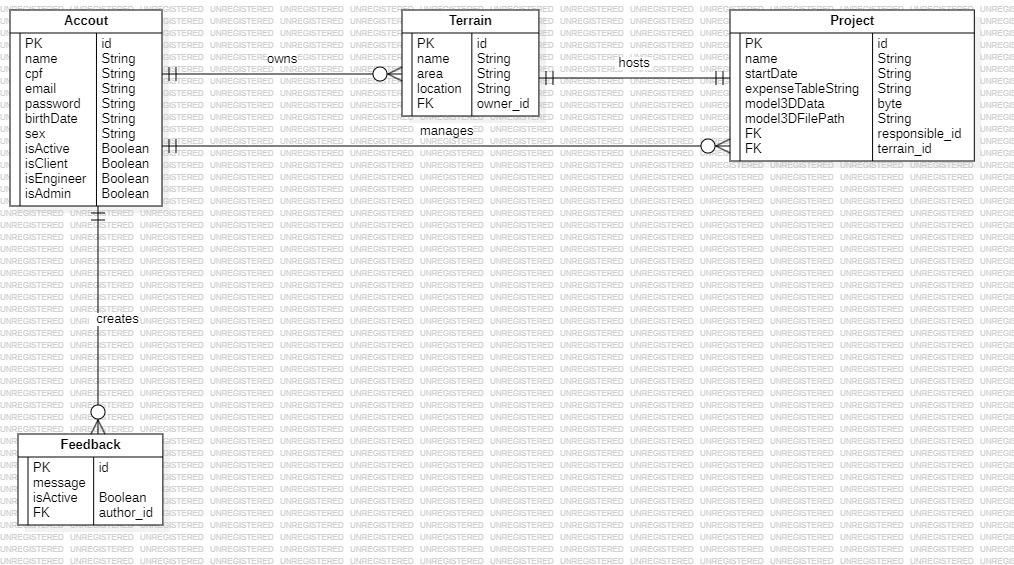 Accout
PK id
name String
cpf String
email String
password String
birthDate String
sex String
isActive Boolean
isClient Boolean
isEngineer Boolean
isAdmin Boolean
owns
Terrain
PK id
name String
area String
location String
FK owner_id
hosts
manages
Project
PK id
name String
startDate String
expenseTableString String
model3DData byte
model3DFilePath String
FK responsible_id
FK terrain_id
creates
Feedback
PK id
message
isActive Boolean
FK author_id
UNREGISTERED